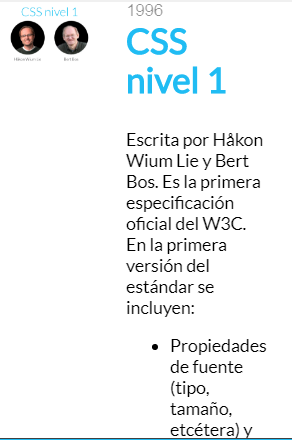 CSS nivel 1
Håkon Wium Lie
Bert Bos
1996
CSS
nivel 1
Escrita por Håkon
Wium Lie y Bert
Bos. Es la primera
especificación
oficial del W3C.
En la primera
versión del
estándar se
incluyen:
• Propiedades
de fuente
(tipo,
tamaño,
etcétera) y